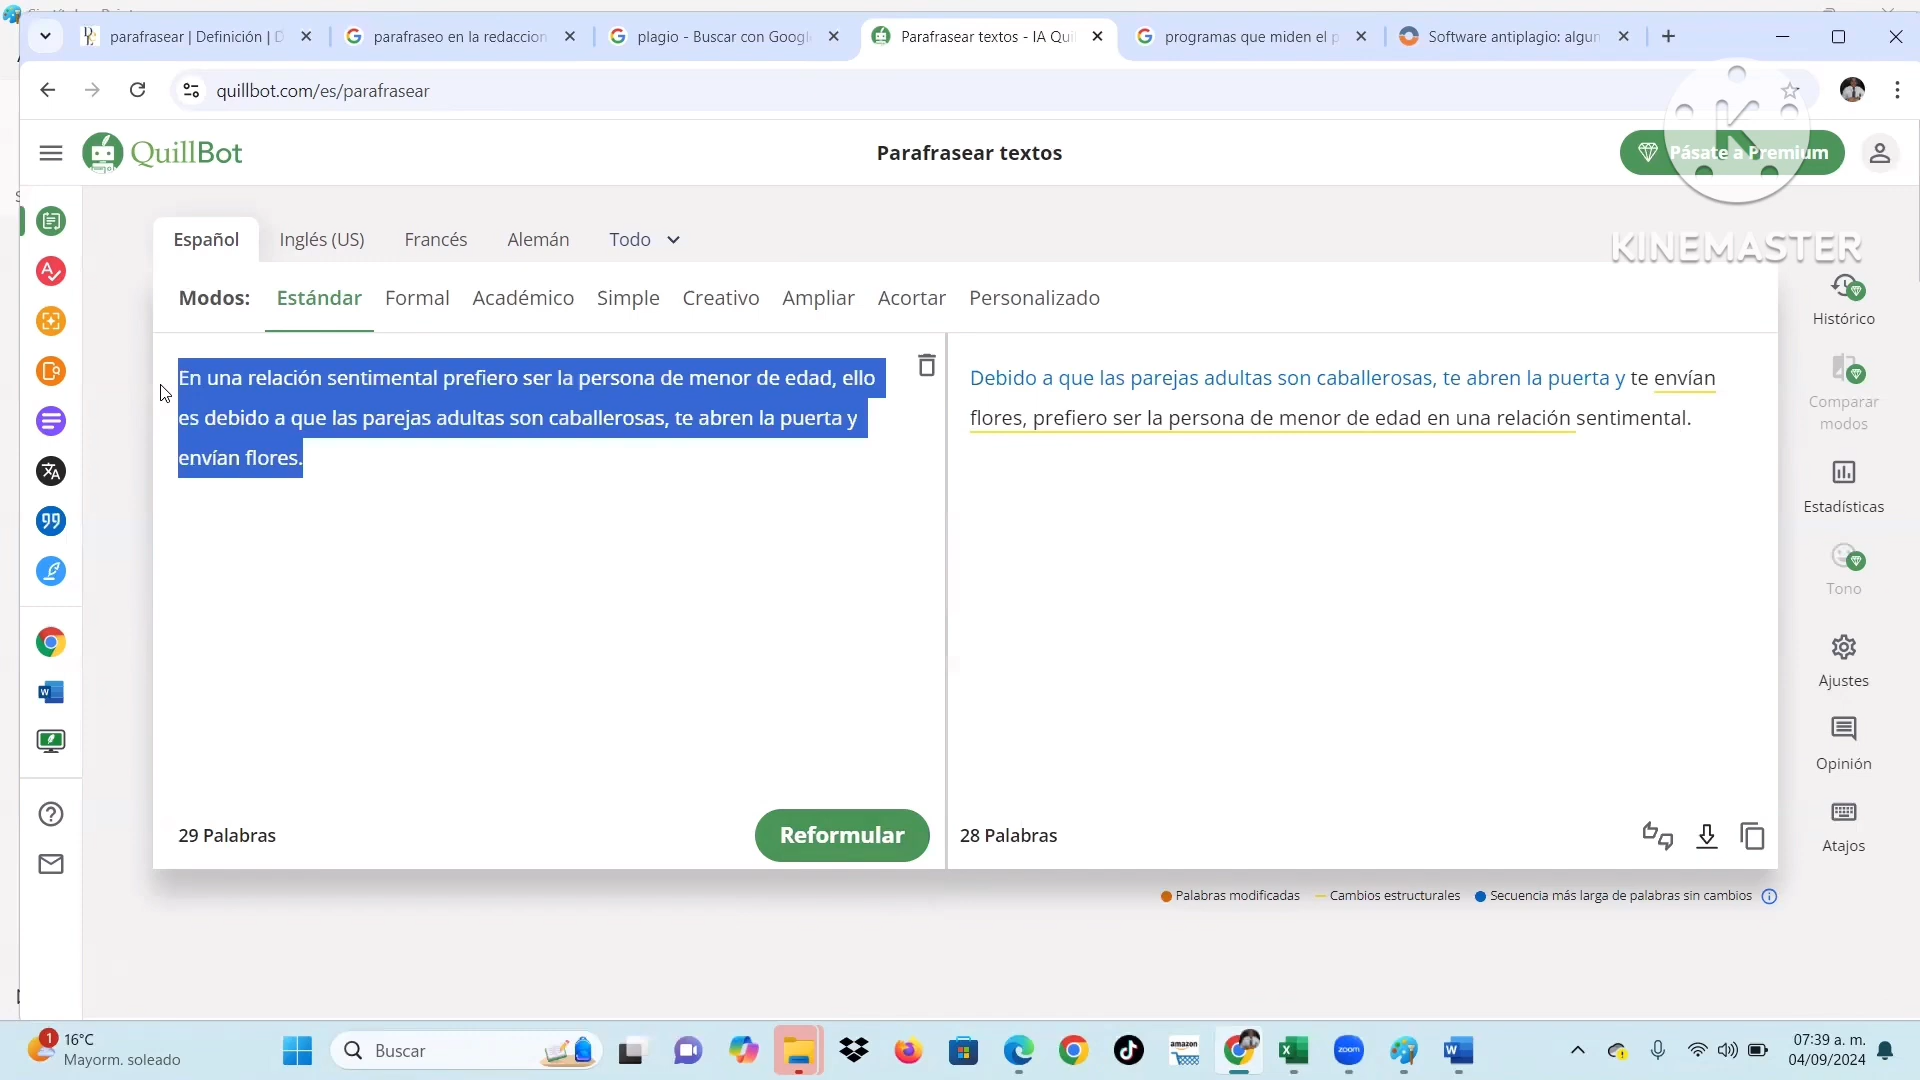 parafrasear | Definición | D
parafraseo en la redaccion
plagio - Buscar con Google
Parafrasear textos - IA Qui
programas que miden el p
Software antiplagio: algun
quillbot.com/es/parafrasear
QuillBot
Parafrasear textos
Pásate a Premium
K
KINEMASTER
Español
Inglés (US)
Francés
Alemán
Todo
Modos:
Estándar
Formal
Académico
Simple
Creativo
Ampliar
Acortar
Personalizado
En una relación sentimental prefiero ser la persona de menor de edad, ello
es debido a que las parejas adultas son caballerosas, te abren la puerta y
envían flores.
Debido a que las parejas adultas son caballerosas, te abren la puerta y te envían
flores, prefiero ser la persona de menor de edad en una relación sentimental.
29 Palabras
Reformular
28 Palabras
Palabras modificadas
Cambios estructurales
Secuencia más larga de palabras sin cambios
Histórico
Comparar
modos
Estadísticas
Tono
Ajustes
Opinión
Atajos
1
16°C
Mayorm. soleado
Buscar
amazon
zoom
07:39 a. m.
04/09/2024